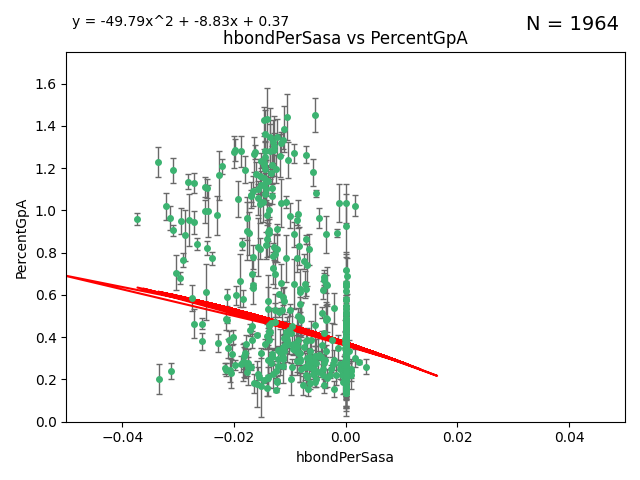 y = -49.79x^2 + -8.83x + 0.37
N = 1964
hbondPerSasa vs PercentGpA
1.6
1.4
1.2
1.0
0.8
0.6
0.4
0.2
0.0
PercentGpA
−0.04 −0.02 0.00 0.02 0.04
hbondPerSasa